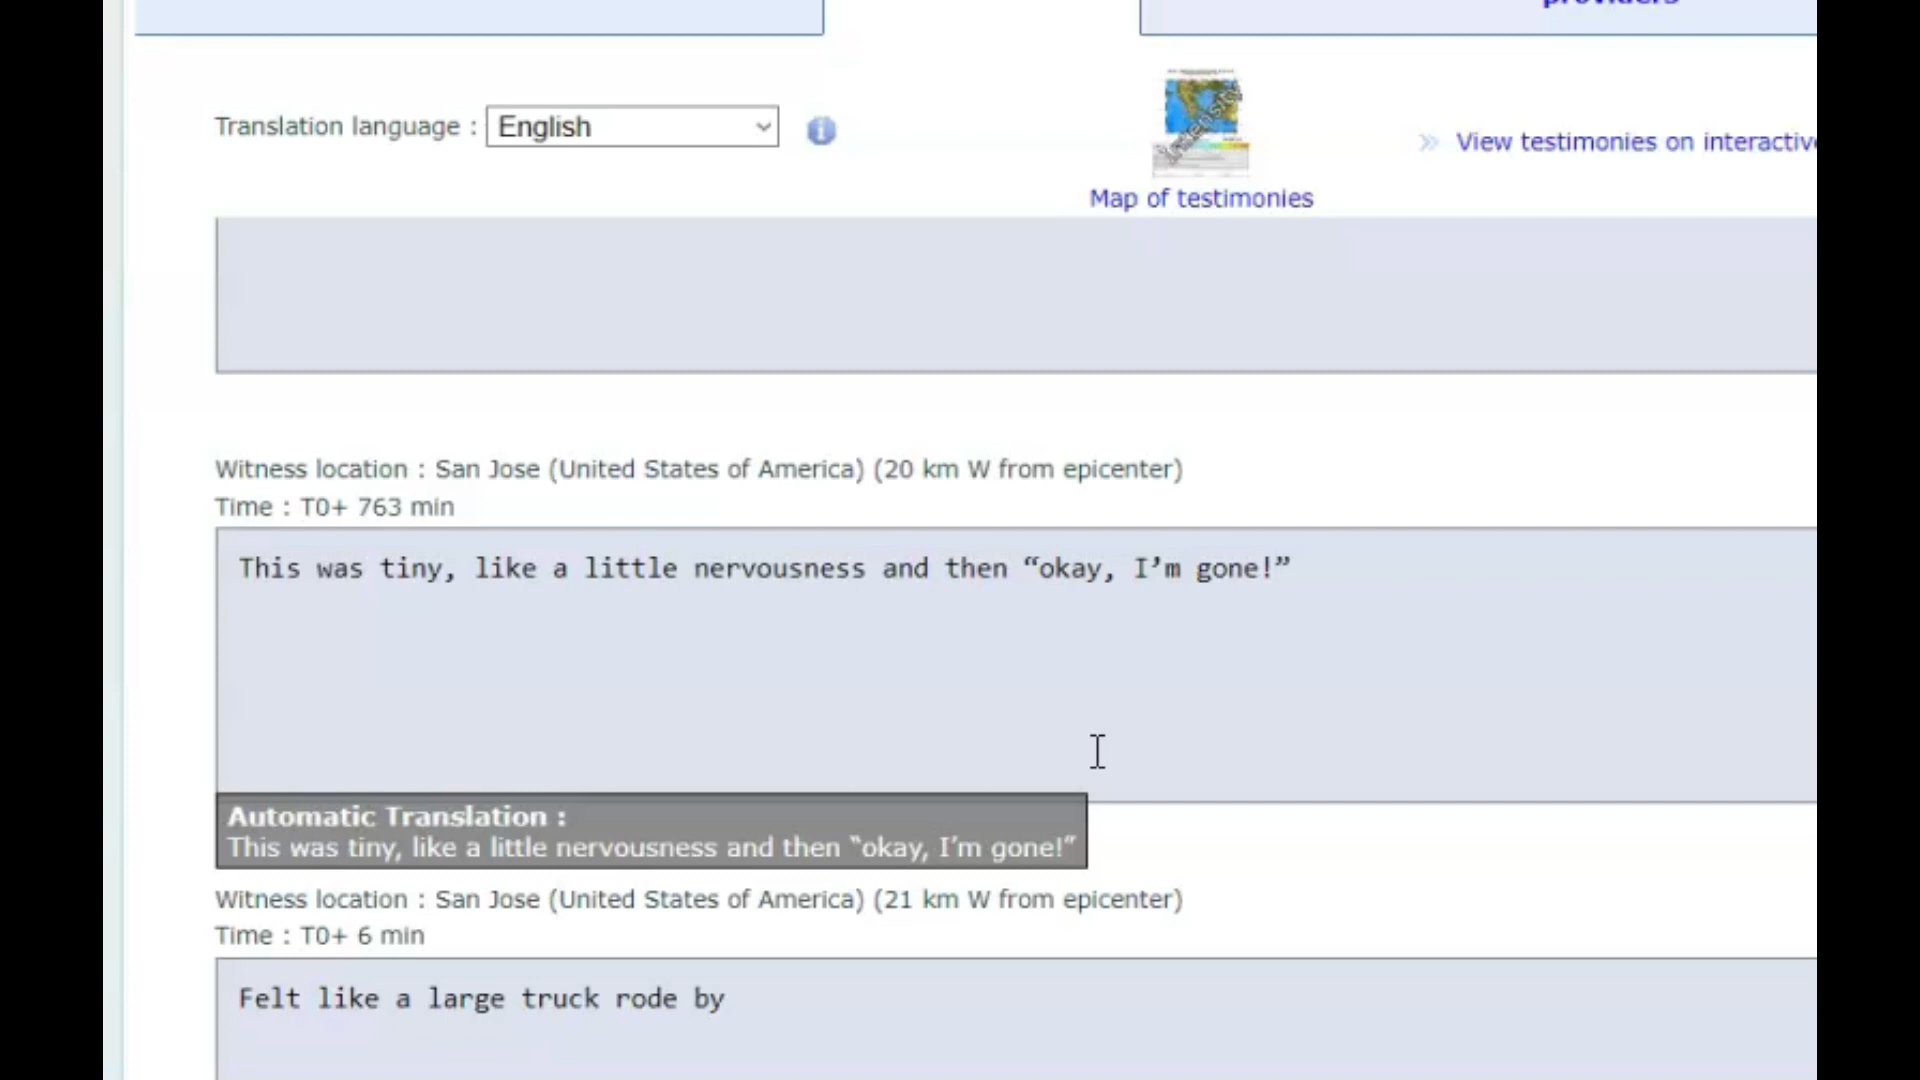 providers
Translation language : English
Map of testimonies
View testimonies on interactive
Witness location : San Jose (United States of America) (20 km W from epicenter)
Time : T0+ 763 min
This was tiny, like a little nervousness and then “okay, I’m gone!”
Automatic Translation :
This was tiny, like a little nervousness and then “okay, I’m gone!”
Witness location : San Jose (United States of America) (21 km W from epicenter)
Time : T0+ 6 min
Felt like a large truck rode by